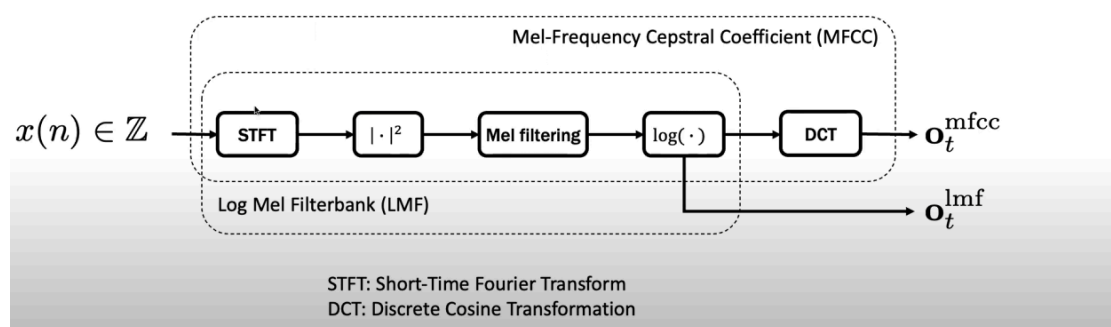 Mel-Frequency Cepstral Coefficient (MFCC)
x(n) ∈ ℤ
STFT
|·|²
Mel filtering
log(·)
DCT
o_t^mfcc
Log Mel Filterbank (LMF)
o_t^lmf
STFT: Short-Time Fourier Transform
DCT: Discrete Cosine Transformation